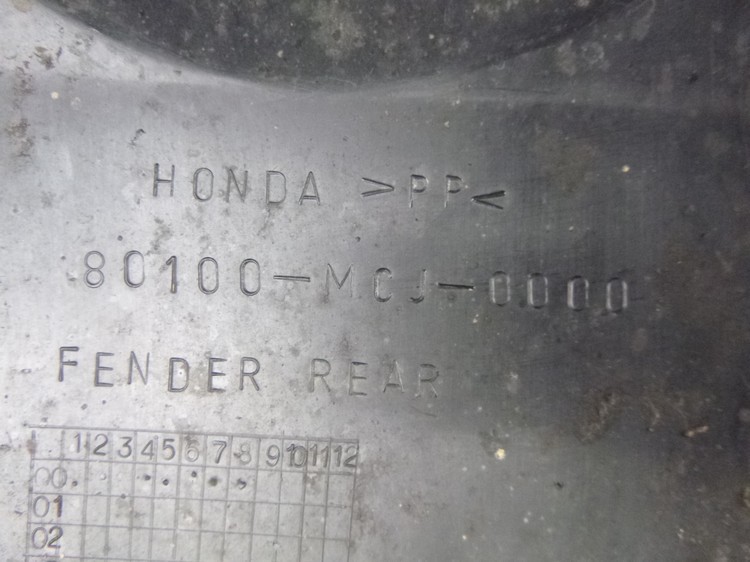 HONDA >PP<
80100-MCJ-0000
FENDER REAR
1 2 3 4 5 6 7 8 9 10 11 12
00
01
02